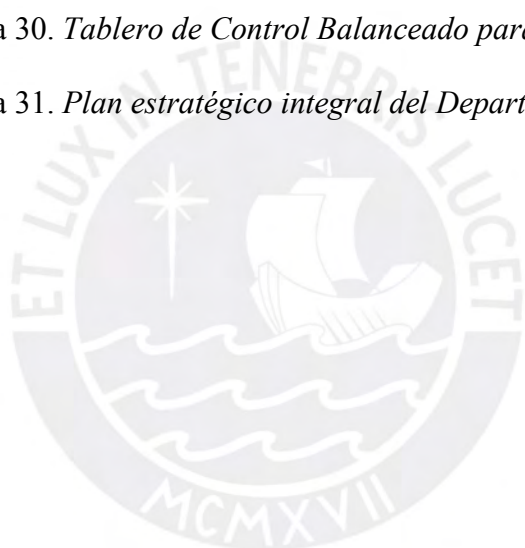 a 30. Tablero de Control Balanceado para
a 31. Plan estratégico integral del Depart
ET LUX IN TENEBRIS LUCET
MCMXVII